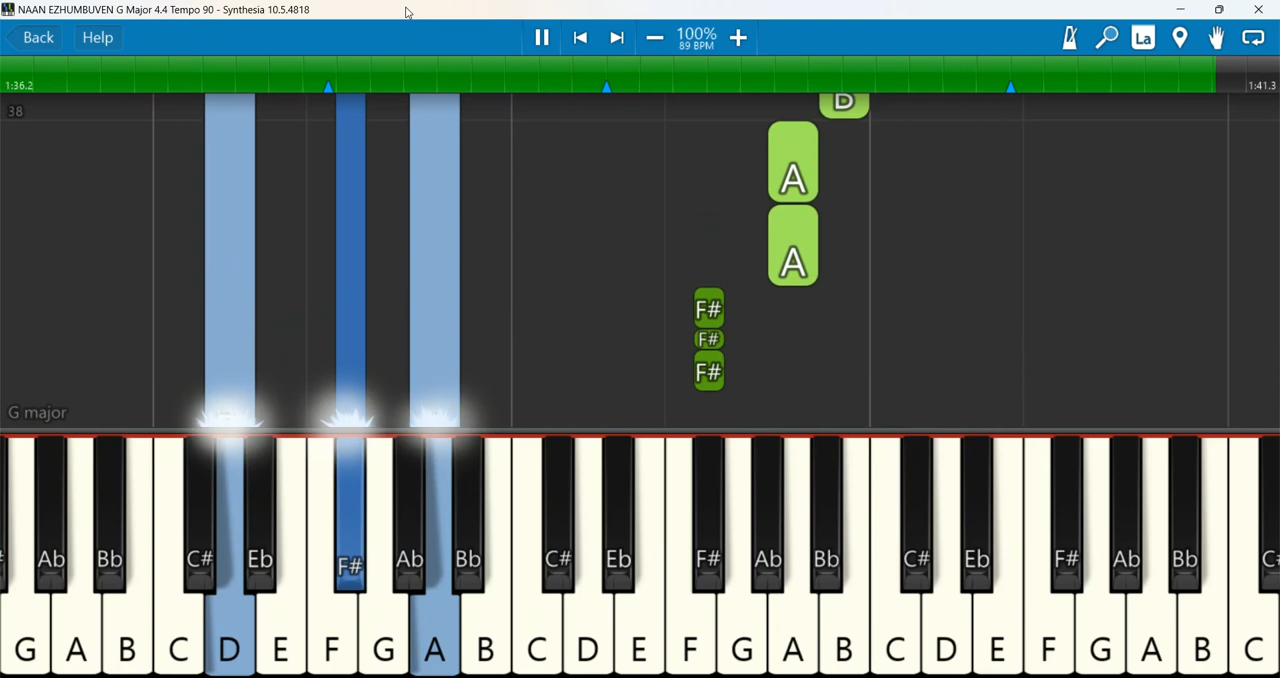 NAAN EZHUMBUVEN G Major 4.4 Tempo 90 - Synthesia 10.5.4818
Back Help 100% La
89 BPM
1:36.2 1:41.3
38
A
A
F#
F#
F#
G major
Ab Bb C# Eb F# Ab Bb C# Eb F# Ab Bb C# Eb F# Ab Bb
G A B C D E F G A B C D E F G A B C D E F G A B C